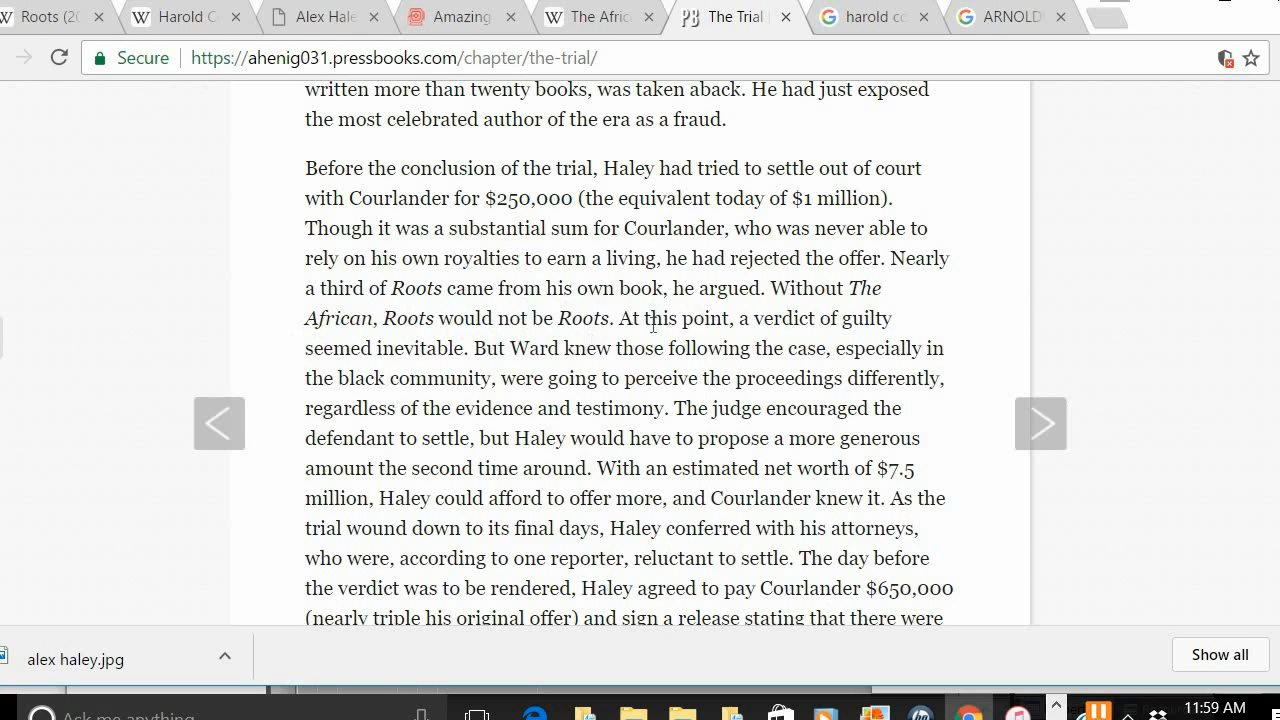 Roots (20
Harold C
Alex Hale
Amazing
The Afric
The Trial
harold co
ARNOLD
Secure
https://ahenig031.pressbooks.com/chapter/the-trial/
written more than twenty books, was taken aback. He had just exposed
the most celebrated author of the era as a fraud.
Before the conclusion of the trial, Haley had tried to settle out of court
with Courlander for $250,000 (the equivalent today of $1 million).
Though it was a substantial sum for Courlander, who was never able to
rely on his own royalties to earn a living, he had rejected the offer. Nearly
a third of Roots came from his own book, he argued. Without The
African, Roots would not be Roots. At this point, a verdict of guilty
seemed inevitable. But Ward knew those following the case, especially in
the black community, were going to perceive the proceedings differently,
regardless of the evidence and testimony. The judge encouraged the
defendant to settle, but Haley would have to propose a more generous
amount the second time around. With an estimated net worth of $7.5
million, Haley could afford to offer more, and Courlander knew it. As the
trial wound down to its final days, Haley conferred with his attorneys,
who were, according to one reporter, reluctant to settle. The day before
the verdict was to be rendered, Haley agreed to pay Courlander $650,000
(nearly triple his original offer) and sign a release stating that there were
alex haley.jpg
Show all
Ask me anything
11:59 AM